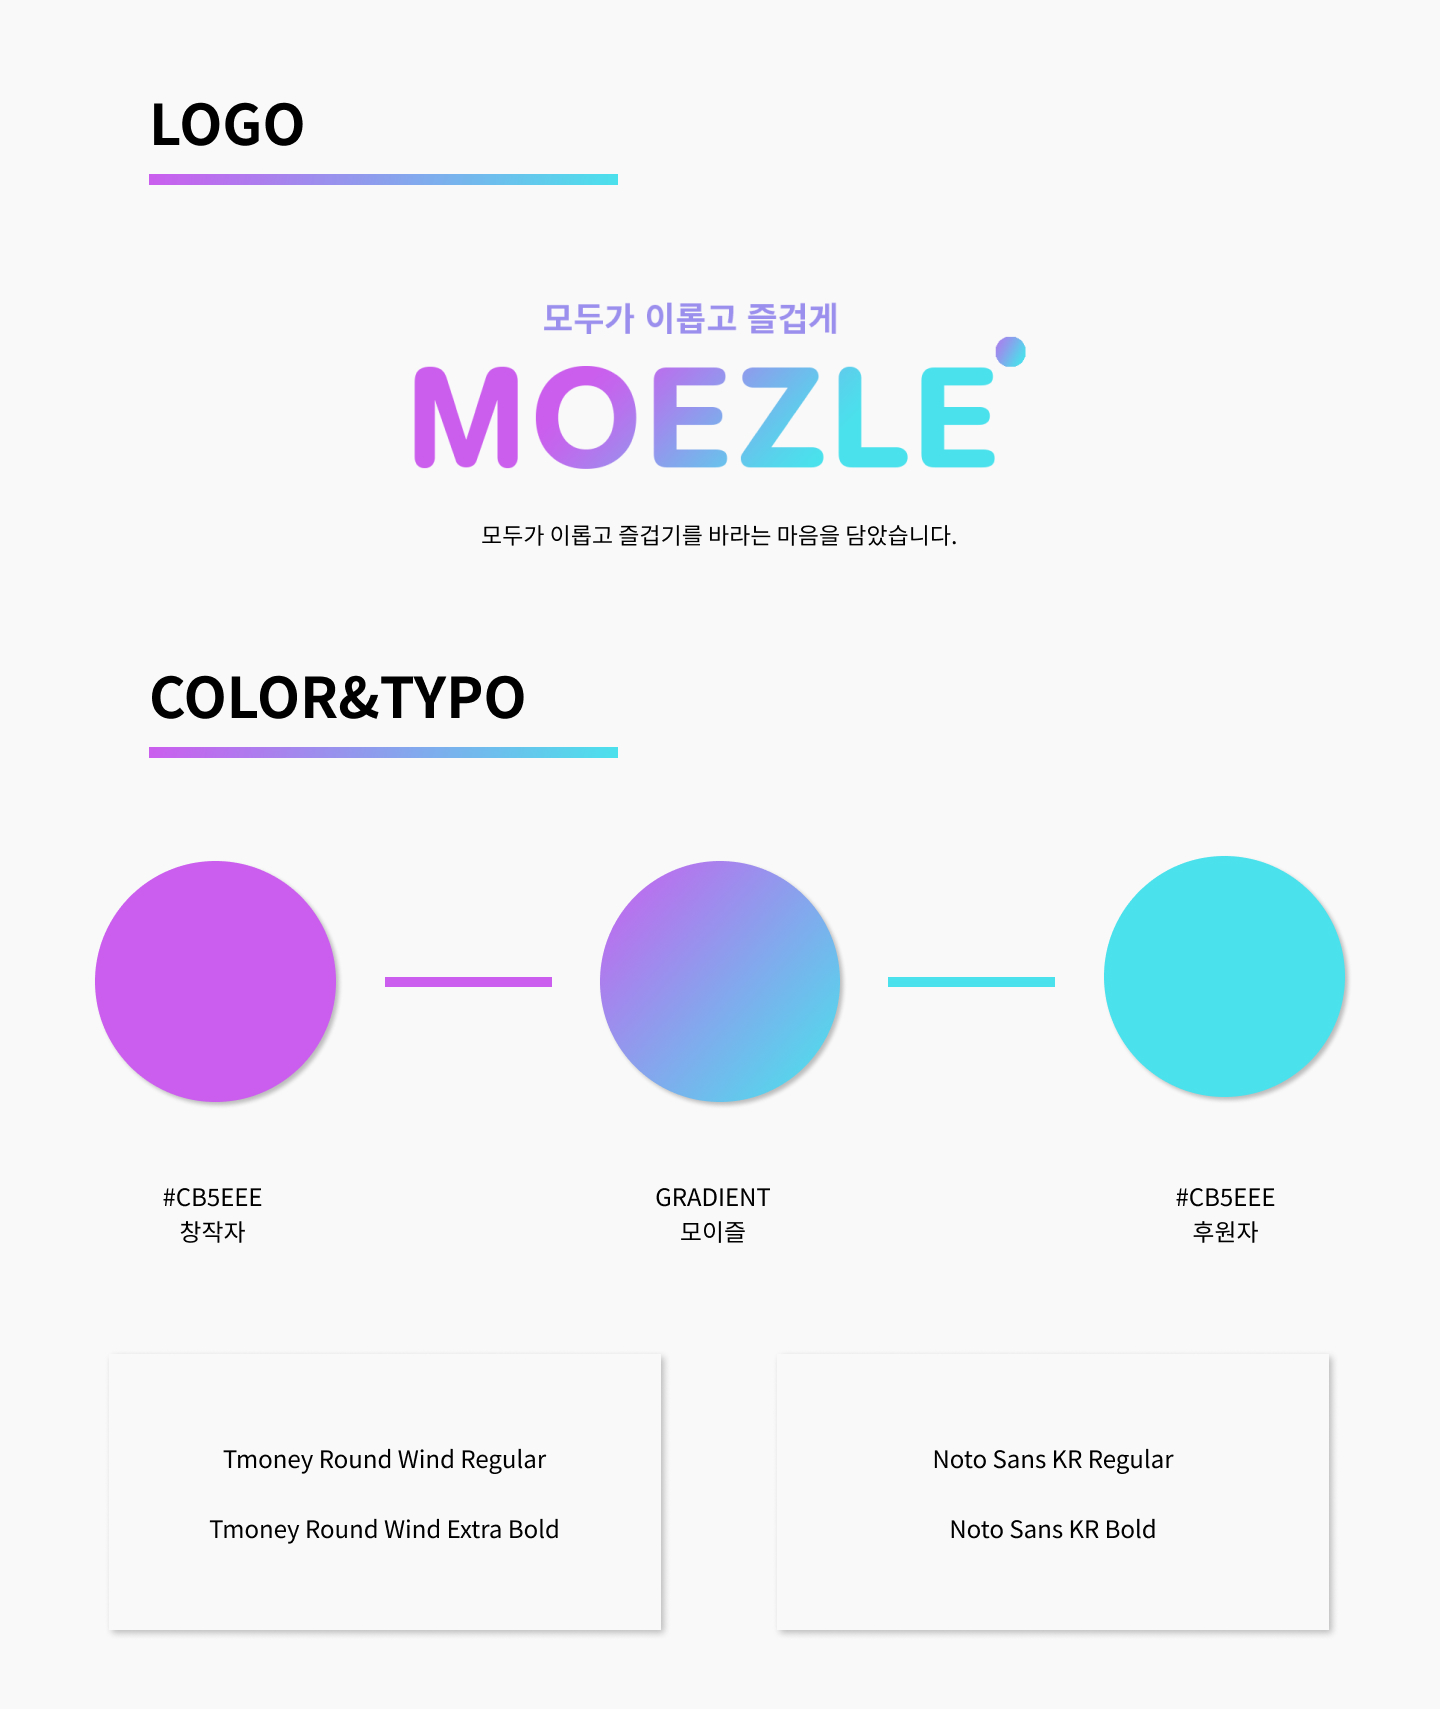 LOGO
모두가 이롭고 즐겁게
MOEZLE
모두가 이롭고 즐겁기를 바라는 마음을 담았습니다.
COLOR&TYPO
#CB5EEE
창작자
GRADIENT
모이즐
#CB5EEE
후원자
Tmoney Round Wind Regular
Tmoney Round Wind Extra Bold
Noto Sans KR Regular
Noto Sans KR Bold